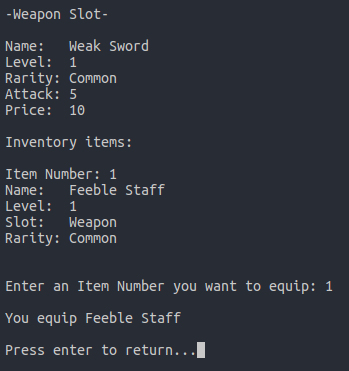 -Weapon Slot-
Name:   Weak Sword
Level:  1
Rarity: Common
Attack: 5
Price:  10
Inventory items:
Item Number: 1
Name:   Feeble Staff
Level:  1
Slot:   Weapon
Rarity: Common
Enter an Item Number you want to equip: 1
You equip Feeble Staff
Press enter to return...